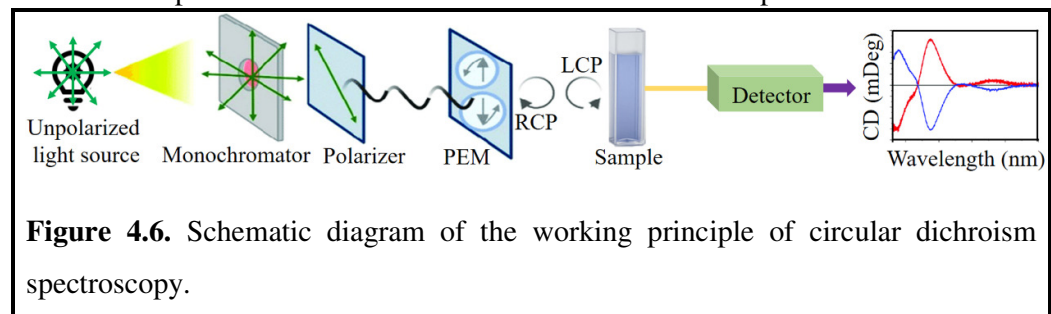 Unpolarized
light source
Monochromator
Polarizer
PEM
RCP
LCP
Sample
Detector
CD (mDeg)
Wavelength (nm)
Figure 4.6. Schematic diagram of the working principle of circular dichroism
spectroscopy.